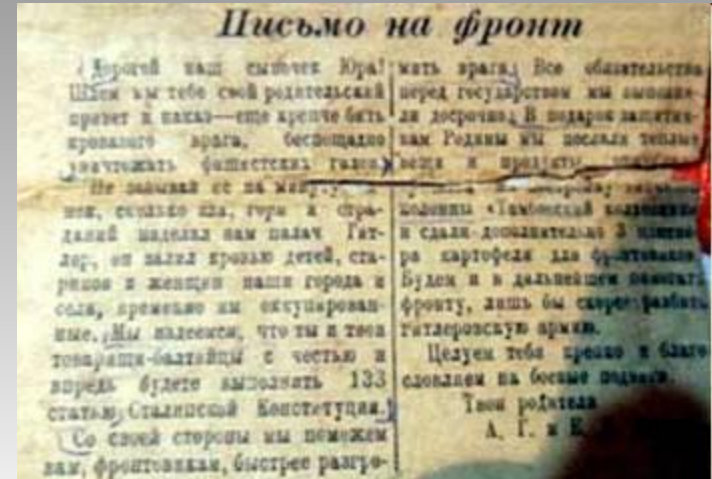 Письмо на фронт
Дорогой наш сыночек Юра!
Шлем мы тебе свой родительский
привет и наказ—еще крепче бить
кровавого врага, беспощадно
уничтожать фашистских гадов.
Не забывай ни на минуту,
сколько зла, горя и стра-
даний наделал нам палач Гит-
лер, он залил кровью детей, ста-
риков и женщин наши города и
села, временно им оккупирован-
ные. Мы надеемся, что ты и твои
товарищи-балтийцы с честью и
впредь будете выполнять 133
статью Сталинской Конституции.
Со своей стороны мы поможем
вам, фронтовикам, быстрее разгро-
мить врага. Все обязательства
перед государством мы выполни-
ли досрочно. В подарок защитни-
кам Родины мы послали теплые
вещи и продукты
колонны «Тамбовский колхозник»
и сдали дополнительно 3 центне-
ра картофеля для фронтовиков.
Будем и в дальнейшем помогать
фронту, лишь бы скорее разбить
гитлеровскую армию.
Целуем тебя крепко и благо-
словляем на боевые подвиги.
Твои родители
А. Г. и